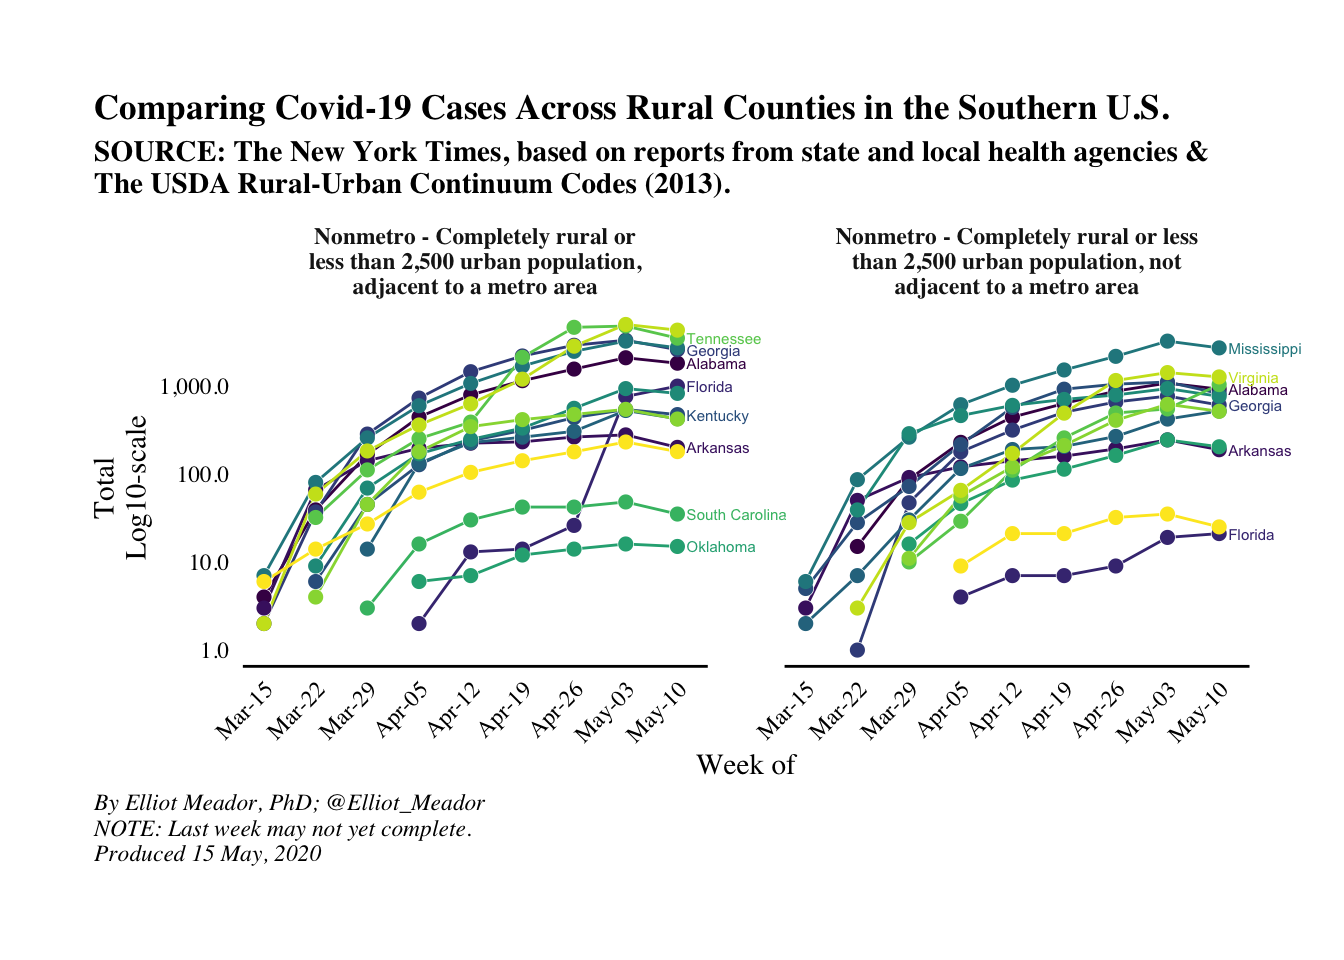 Comparing Covid-19 Cases Across Rural Counties in the Southern U.S.
SOURCE: The New York Times, based on reports from state and local health agencies &
The USDA Rural-Urban Continuum Codes (2013).
Nonmetro - Completely rural or
less than 2,500 urban population,
adjacent to a metro area
Nonmetro - Completely rural or less
than 2,500 urban population, not
adjacent to a metro area
Total
Log10-scale
1,000.0
100.0
10.0
1.0
Tennessee
Georgia
Alabama
Florida
Kentucky
Arkansas
South Carolina
Oklahoma
Mississippi
Virginia
Alabama
Georgia
Arkansas
Florida
Mar-15
Mar-22
Mar-29
Apr-05
Apr-12
Apr-19
Apr-26
May-03
May-10
Mar-15
Mar-22
Mar-29
Apr-05
Apr-12
Apr-19
Apr-26
May-03
May-10
Week of
By Elliot Meador, PhD; @Elliot_Meador
NOTE: Last week may not yet complete.
Produced 15 May, 2020